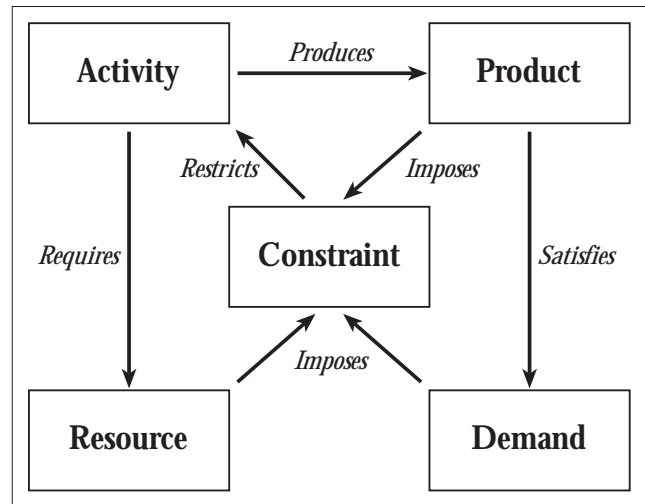 Produces
Activity
Product
Restricts
Imposes
Requires
Constraint
Satisfies
Imposes
Resource
Demand